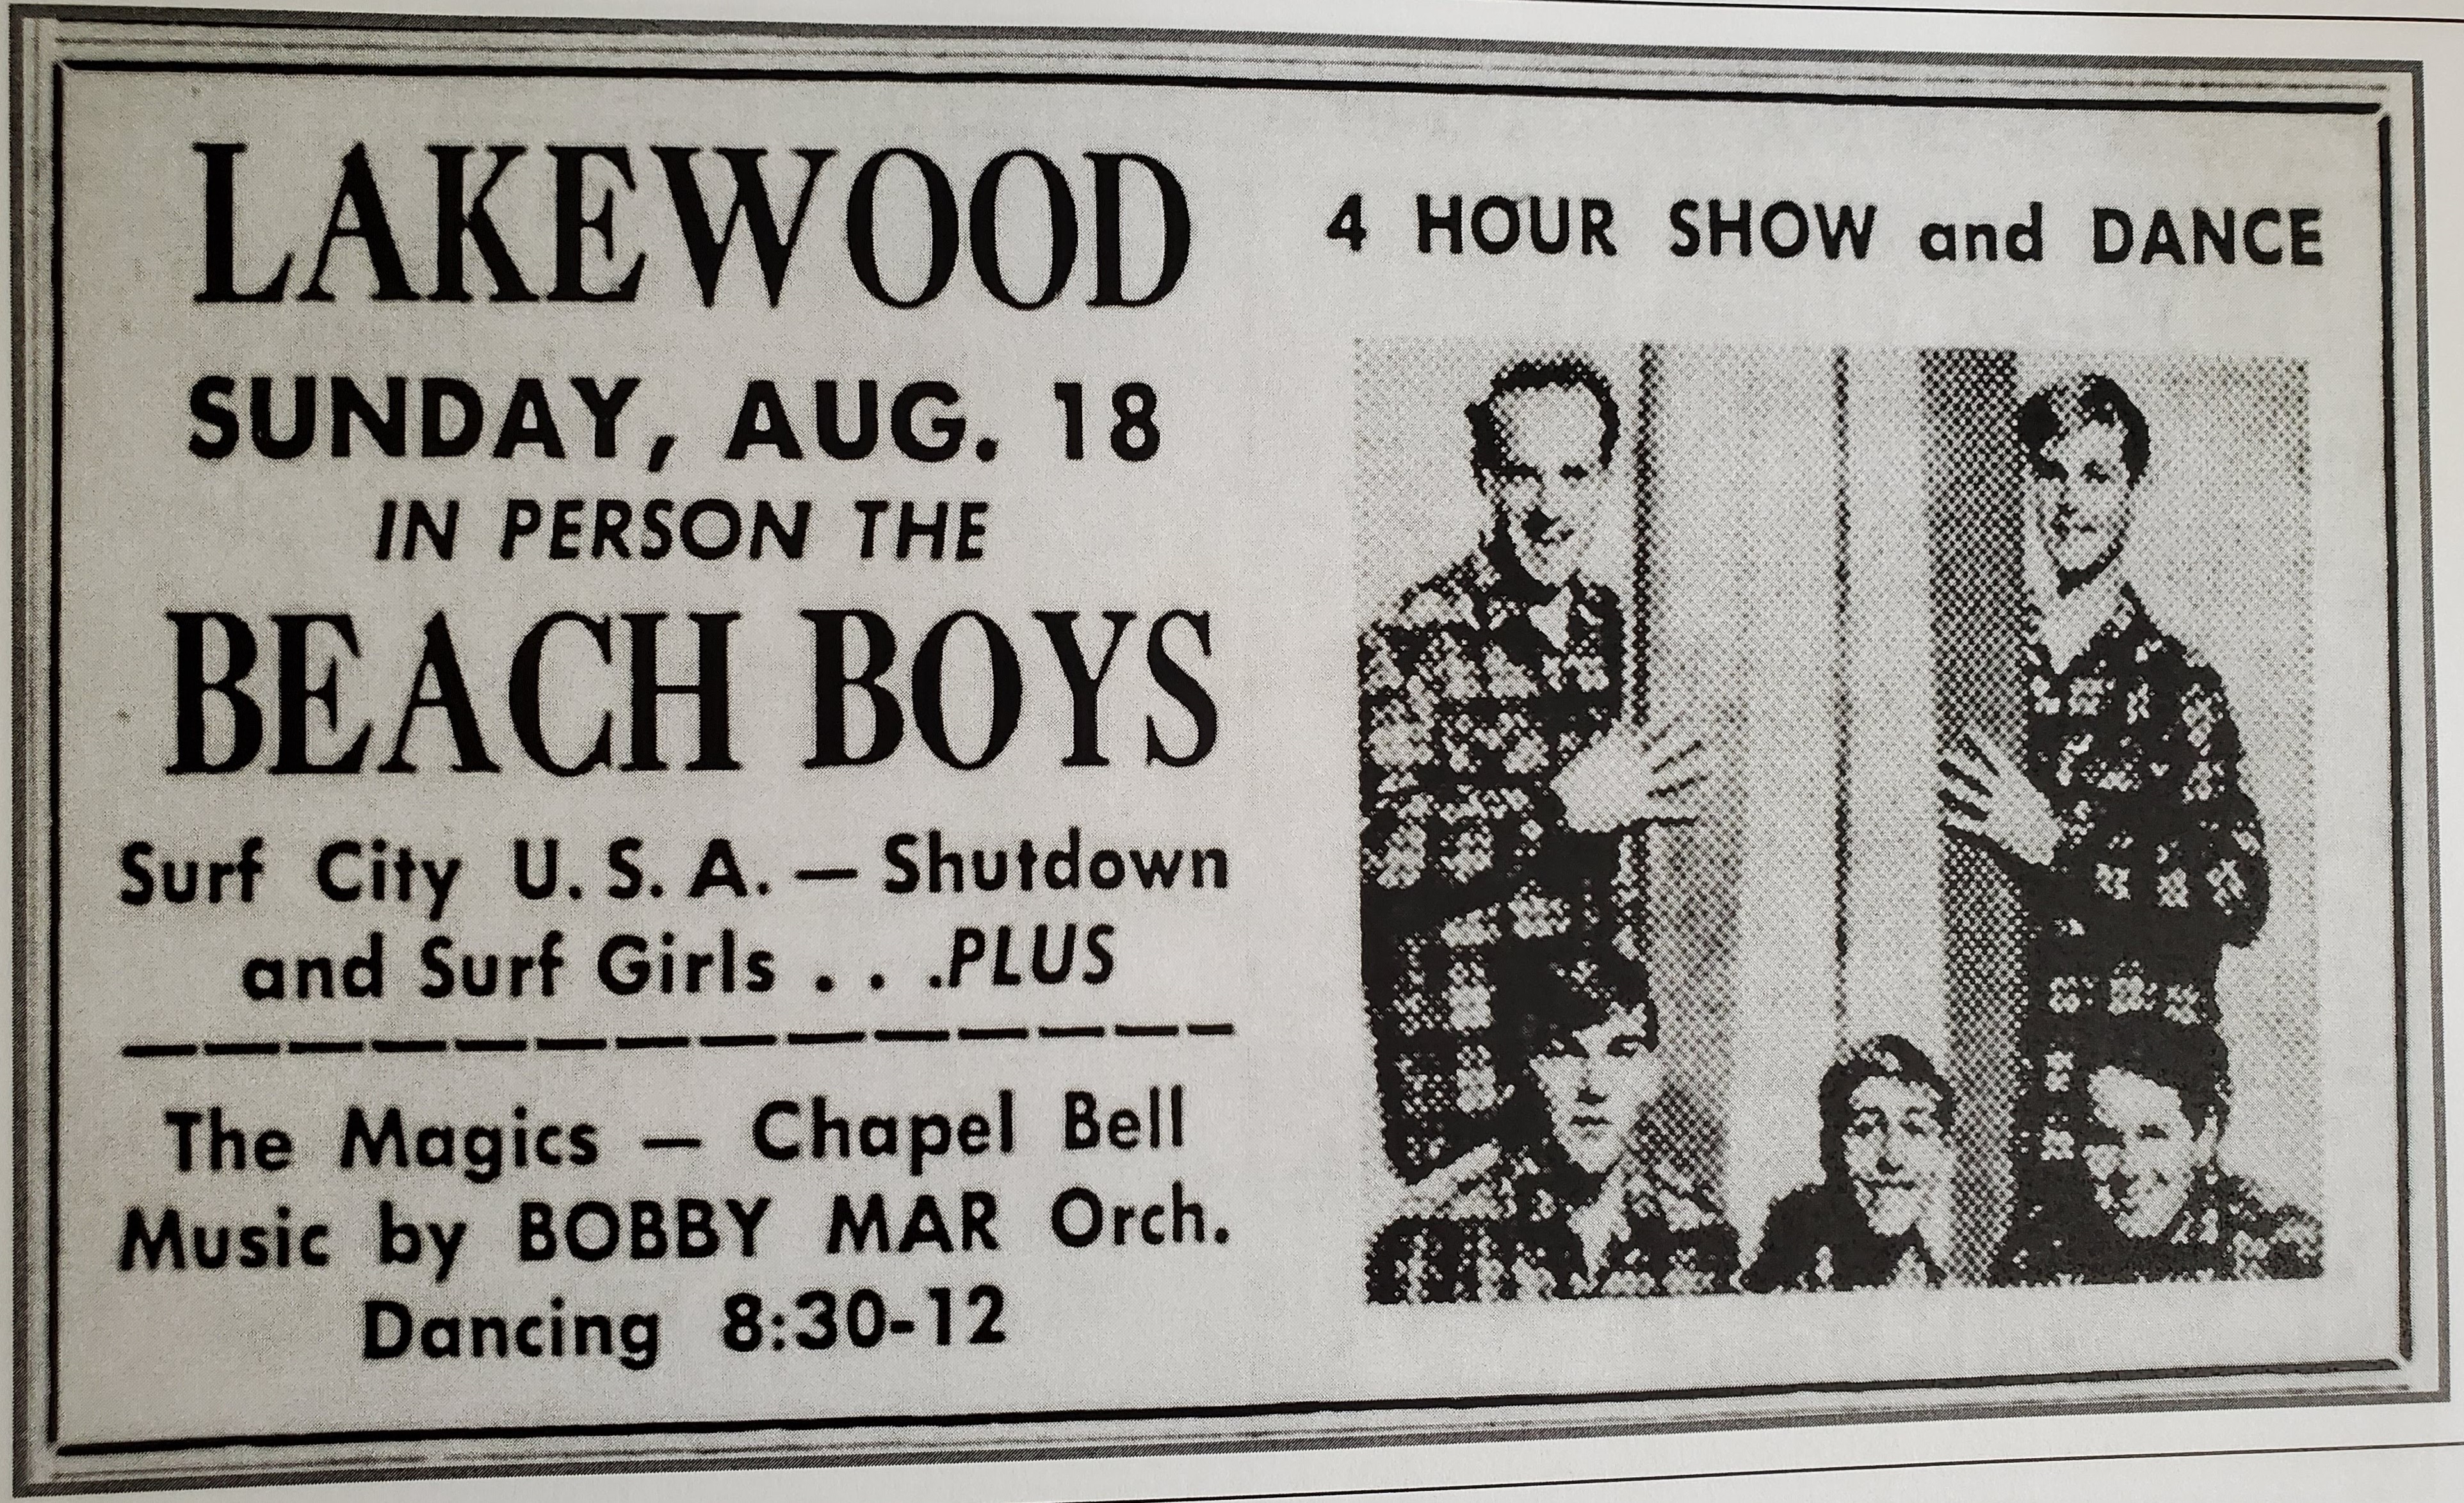 LAKEWOOD
SUNDAY, AUG. 18
IN PERSON THE
BEACH BOYS
Surf City U. S. A. — Shutdown
and Surf Girls . . .PLUS
The Magics — Chapel Bell
Music by BOBBY MAR Orch.
Dancing 8:30-12
4 HOUR SHOW and DANCE